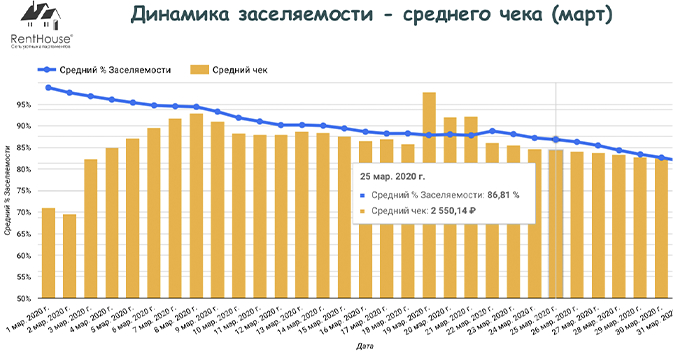 Динамика заселяемости - среднего чека (март)
RentHouse®
Сеть уютных апартаментов
Средний % Заселяемости
Средний чек
Средний % Заселяемости
95%
90%
85%
80%
75%
70%
65%
60%
55%
50%
25 мар. 2020 г.
Средний % Заселяемости: 86,81 %
Средний чек: 2 550,14 ₽
1 мар. 2020 г.
2 мар. 2020 г.
3 мар. 2020 г.
4 мар. 2020 г.
5 мар. 2020 г.
6 мар. 2020 г.
7 мар. 2020 г.
8 мар. 2020 г.
9 мар. 2020 г.
10 мар. 2020 г.
11 мар. 2020 г.
12 мар. 2020 г.
13 мар. 2020 г.
14 мар. 2020 г.
15 мар. 2020 г.
16 мар. 2020 г.
17 мар. 2020 г.
18 мар. 2020 г.
19 мар. 2020 г.
20 мар. 2020 г.
21 мар. 2020 г.
22 мар. 2020 г.
23 мар. 2020 г.
24 мар. 2020 г.
25 мар. 2020 г.
26 мар. 2020 г.
27 мар. 2020 г.
28 мар. 2020 г.
29 мар. 2020 г.
30 мар. 2020 г.
31 мар. 202
Дата